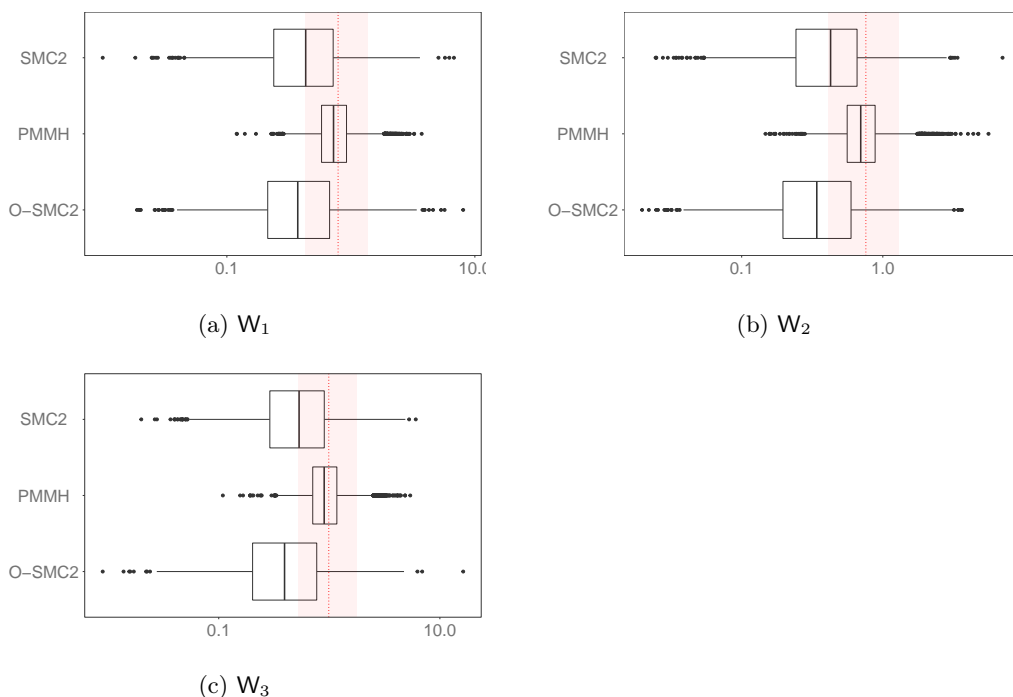 SMC2
PMMH
O−SMC2
0.1
10.0
(a) W1
SMC2
PMMH
O−SMC2
0.1
1.0
(b) W2
SMC2
PMMH
O−SMC2
0.1
10.0
(c) W3